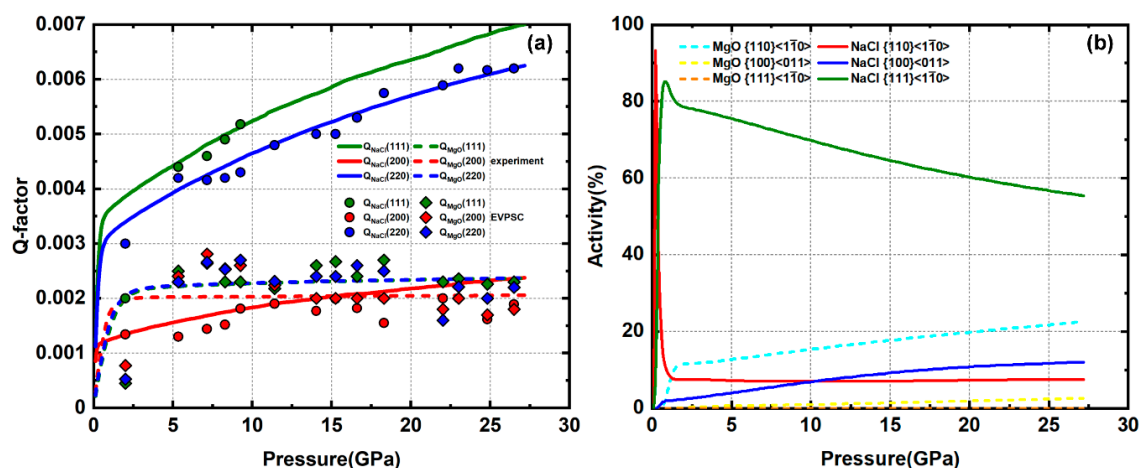 (a)
0.007
0.006
0.005
0.004
0.003
0.002
0.001
0
Q-factor
Q_NaCl(111) Q_MgO(111)
Q_NaCl(200) Q_MgO(200) experiment
Q_NaCl(220) Q_MgO(220)
Q_NaCl(111) Q_MgO(111)
Q_NaCl(200) Q_MgO(200) EVPSC
Q_NaCl(220) Q_MgO(220)
0 5 10 15 20 25 30
Pressure(GPa)
(b)
100
80
60
40
20
0
Activity(%)
MgO {110}<11̄0> NaCl {110}<11̄0>
MgO {100}<011> NaCl {100}<011>
MgO {111}<11̄0> NaCl {111}<11̄0>
0 5 10 15 20 25 30
Pressure(GPa)